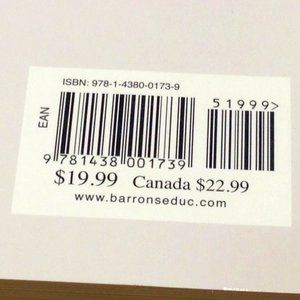 ISBN: 978-1-4380-0173-9
51999>
EAN
9 781438 001739
$19.99 Canada $22.99
www.barronseduc.com